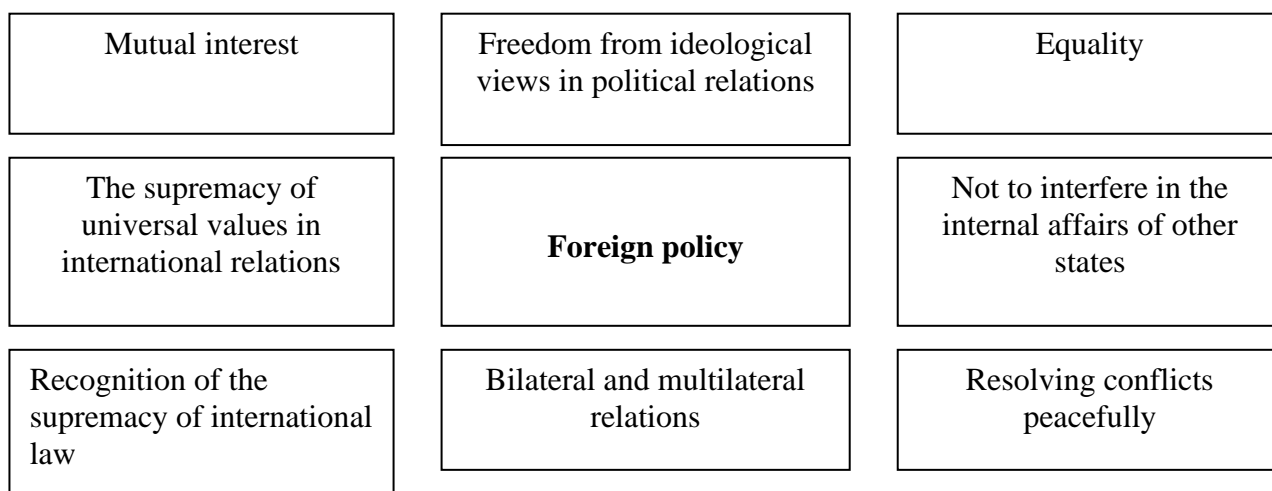 Mutual interest
Freedom from ideological
views in political relations
Equality
The supremacy of
universal values in
international relations
Foreign policy
Not to interfere in the
internal affairs of other
states
Recognition of the
supremacy of international
law
Bilateral and multilateral
relations
Resolving conflicts
peacefully